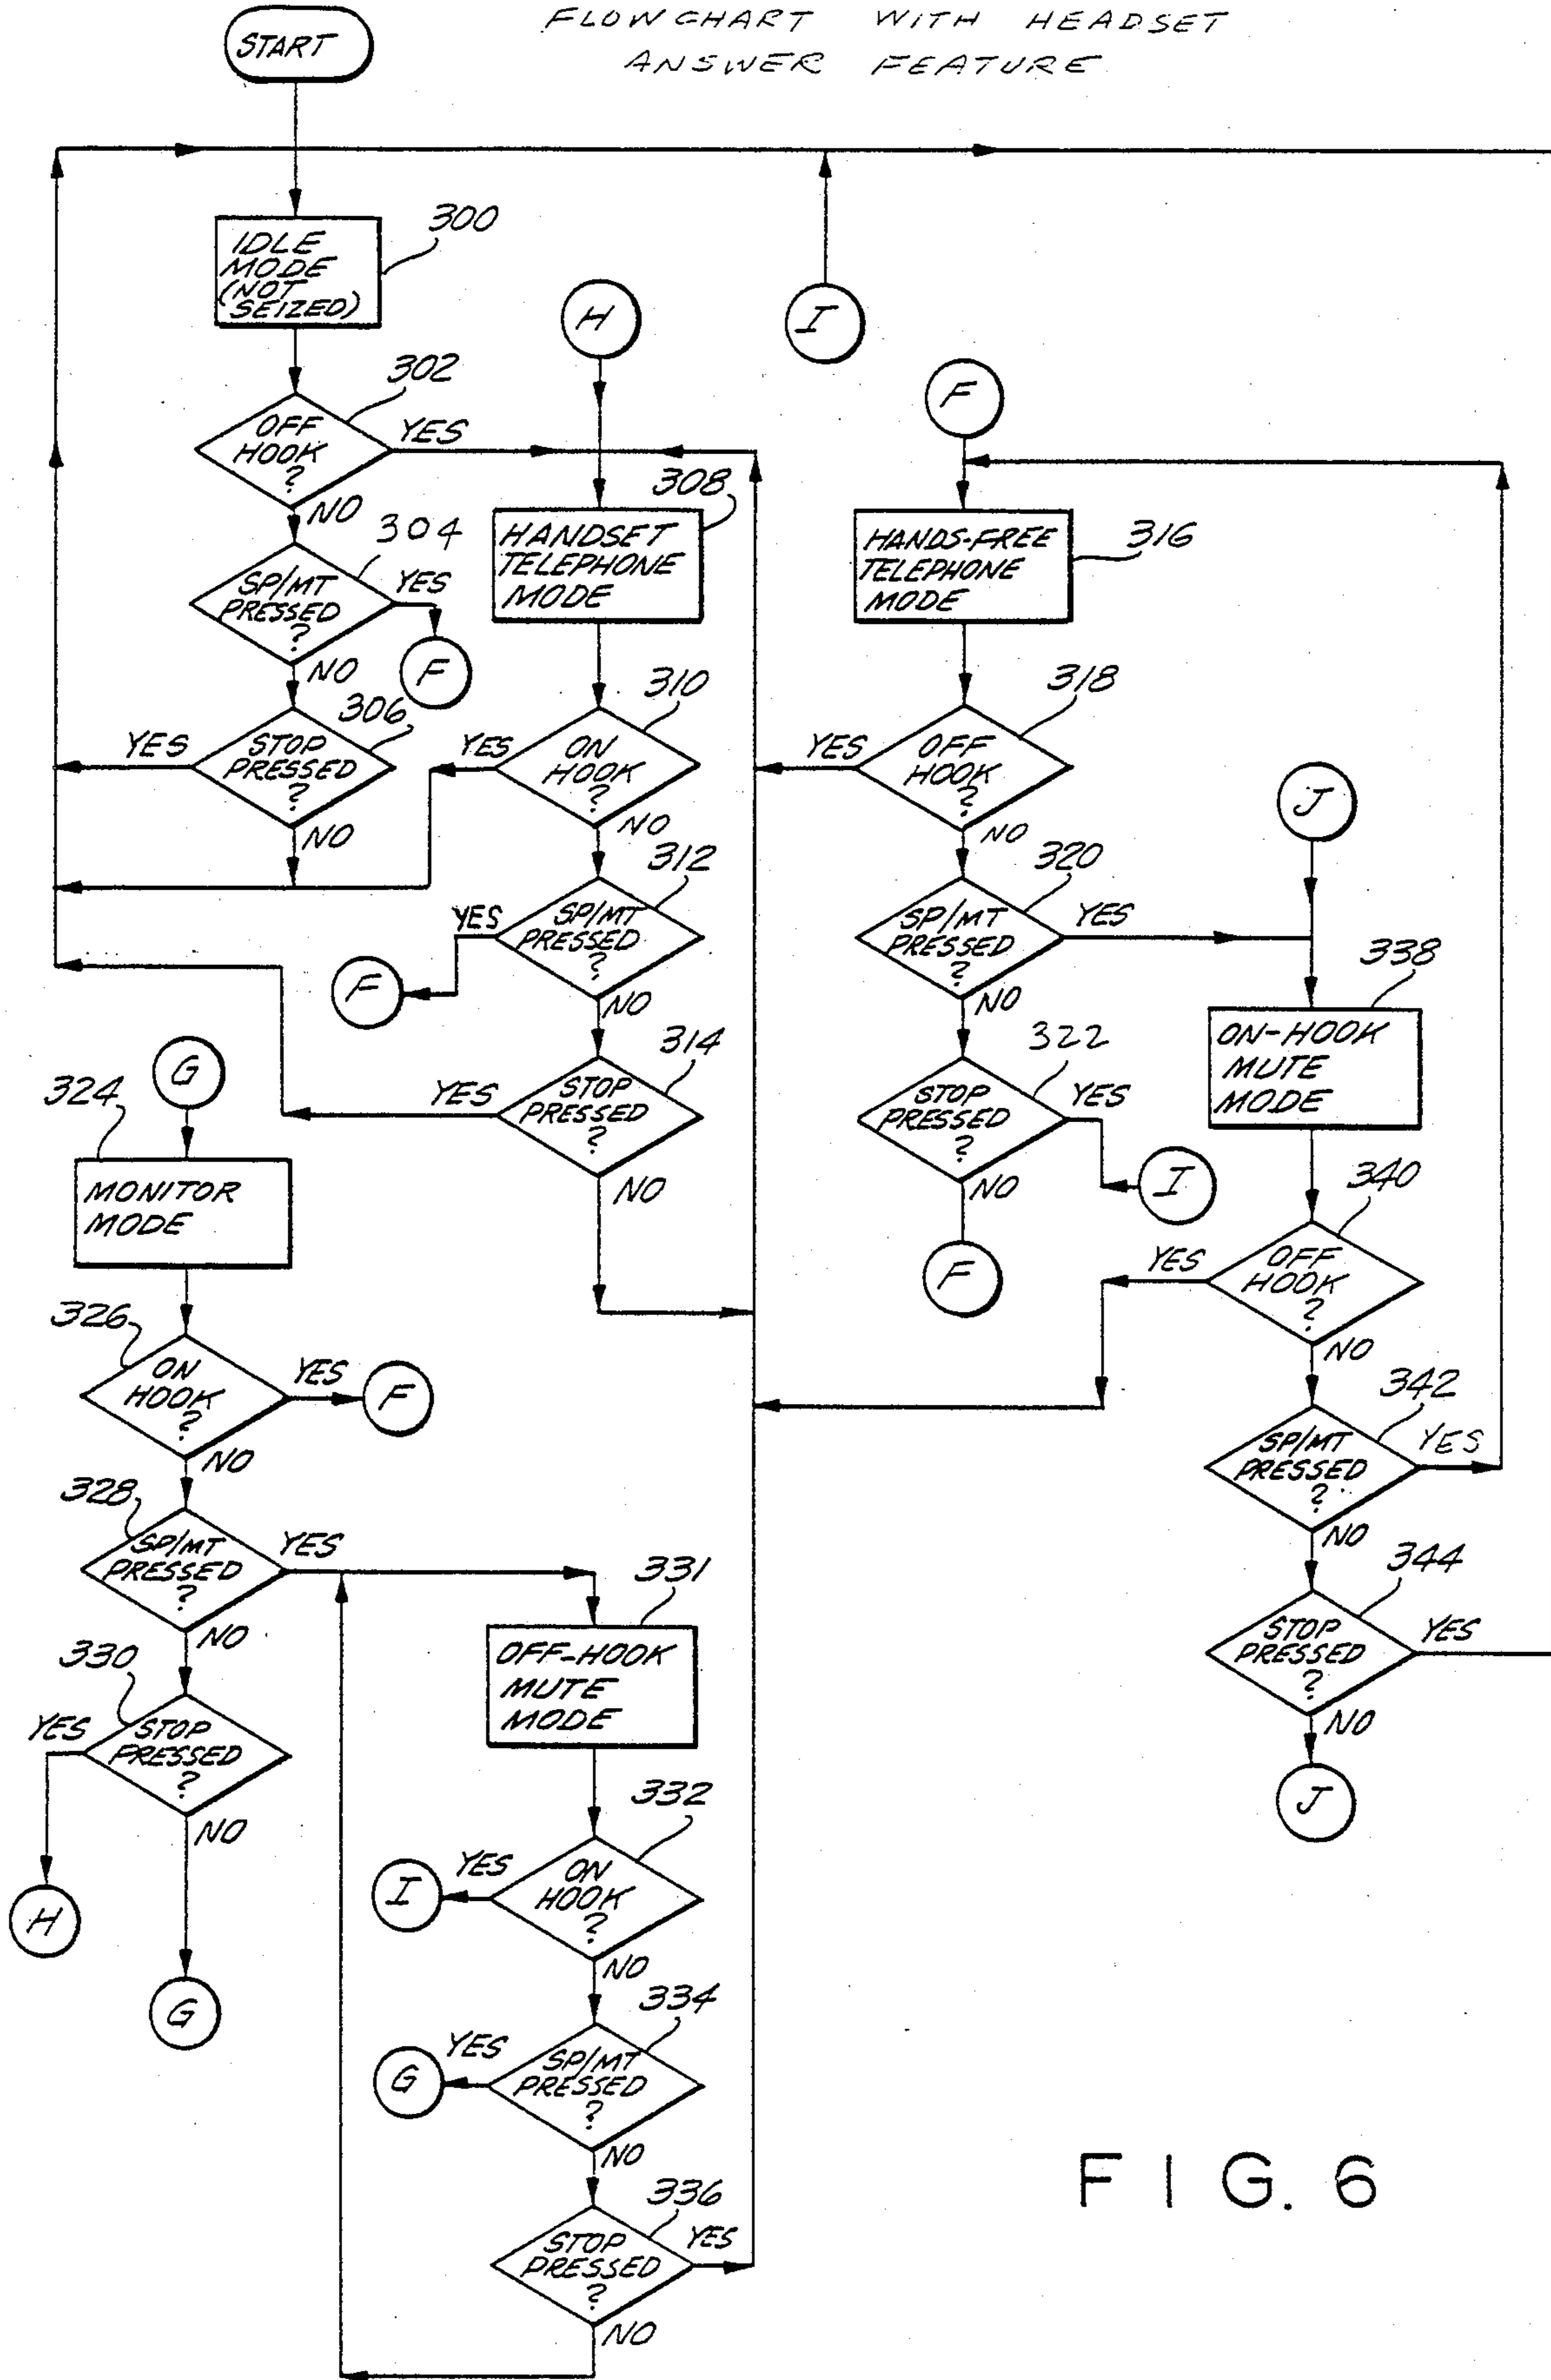 FLOWCHART WITH HEADSET
ANSWER FEATURE
START
IDLE
MODE
(NOT
SEIZED)
300
H
I
OFF
HOOK
?
302
YES
NO
F
SP/MT
PRESSED
?
304
YES
F
NO
HANDSET
TELEPHONE
MODE
308
HANDS-FREE
TELEPHONE
MODE
316
STOP
PRESSED
?
306
YES
NO
ON
HOOK
?
310
YES
NO
OFF
HOOK
?
318
YES
NO
J
SP/MT
PRESSED
?
312
YES
F
NO
SP/MT
PRESSED
?
320
YES
NO
ON-HOOK
MUTE
MODE
338
STOP
PRESSED
?
314
YES
NO
STOP
PRESSED
?
322
YES
I
NO
F
G
324
MONITOR
MODE
OFF
HOOK
?
340
YES
NO
326
ON
HOOK
?
YES
F
NO
SP/MT
PRESSED
?
342
YES
NO
328
SP/MT
PRESSED
?
YES
NO
STOP
PRESSED
?
344
YES
NO
J
330
STOP
PRESSED
?
YES
NO
H
G
331
OFF-HOOK
MUTE
MODE
332
ON
HOOK
?
YES
I
NO
334
SP/MT
PRESSED
?
YES
G
NO
336
STOP
PRESSED
?
YES
NO
FIG. 6